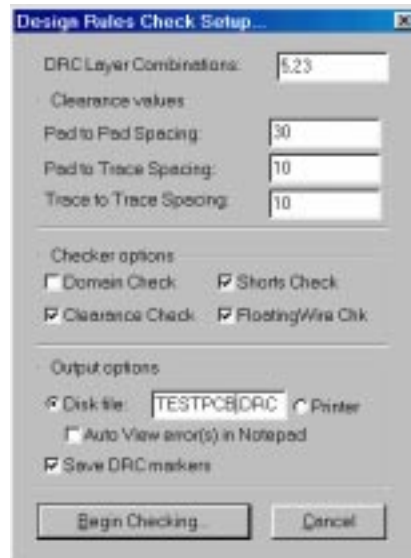 Design Rules Check Setup...
DRC Layer Combinations: 5,23
Clearance values
Pad to Pad Spacing: 30
Pad to Trace Spacing: 10
Trace to Trace Spacing: 10
Checker options
Domain Check Shorts Check
Clearance Check FloatingWire Chk
Output options
Disk file: TESTPCB.DRC Printer
Auto View error(s) in Notepad
Save DRC markers
Begin Checking... Cancel